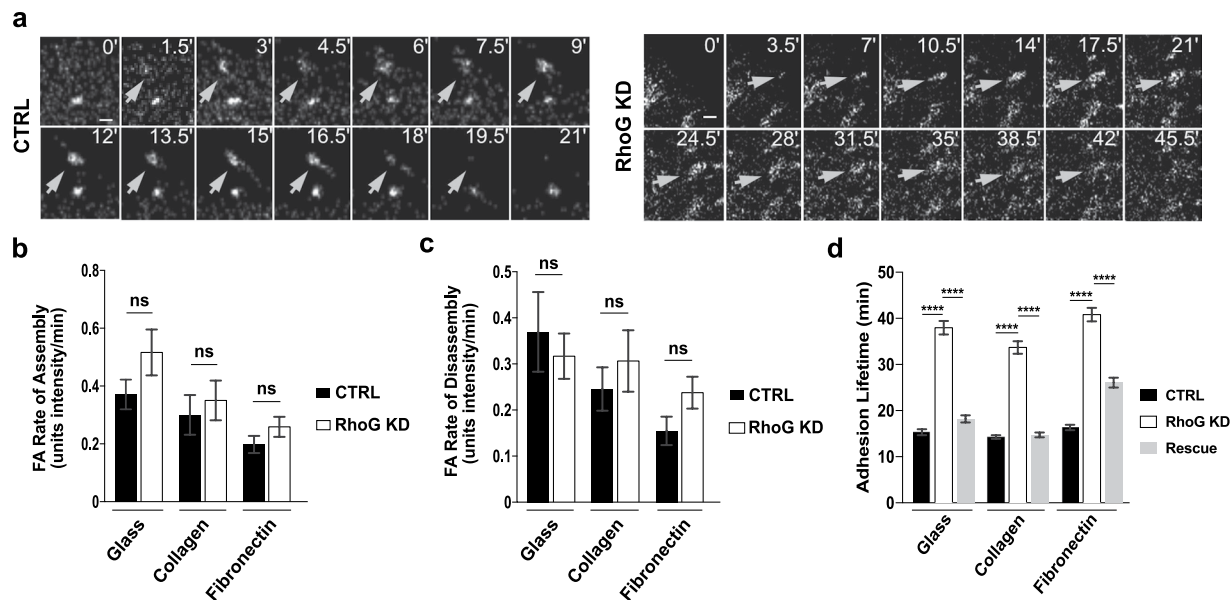 a
CTRL
0' 1.5' 3' 4.5' 6' 7.5' 9'
12' 13.5' 15' 16.5' 18' 19.5' 21'
RhoG KD
0' 3.5' 7' 10.5' 14' 17.5' 21'
24.5' 28' 31.5' 35' 38.5' 42' 45.5'
b
FA Rate of Assembly
(units intensity/min)
0.8
0.6
0.4
0.2
0
ns
ns
ns
Glass
Collagen
Fibronectin
CTRL
RhoG KD
c
FA Rate of Disassembly
(units intensity/min)
0.5
0.4
0.3
0.2
0.1
0
ns
ns
ns
Glass
Collagen
Fibronectin
CTRL
RhoG KD
d
Adhesion Lifetime (min)
50
40
30
20
10
0
**** ****
**** ****
**** ****
Glass
Collagen
Fibronectin
CTRL
RhoG KD
Rescue